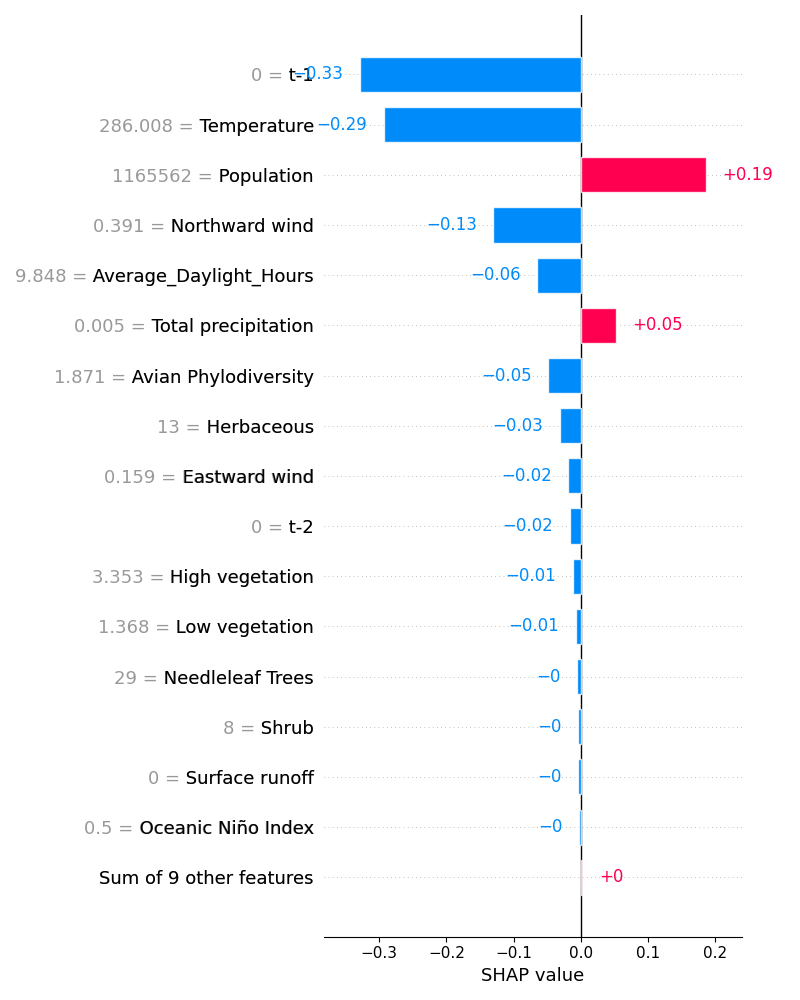 0 = t-1 −0.33
286.008 = Temperature −0.29
1165562 = Population +0.19
0.391 = Northward wind −0.13
9.848 = Average_Daylight_Hours −0.06
0.005 = Total precipitation +0.05
1.871 = Avian Phylodiversity −0.05
13 = Herbaceous −0.03
0.159 = Eastward wind −0.02
0 = t-2 −0.02
3.353 = High vegetation −0.01
1.368 = Low vegetation −0.01
29 = Needleleaf Trees −0
8 = Shrub −0
0 = Surface runoff −0
0.5 = Oceanic Niño Index −0
Sum of 9 other features +0
−0.3 −0.2 −0.1 0.0 0.1 0.2
SHAP value